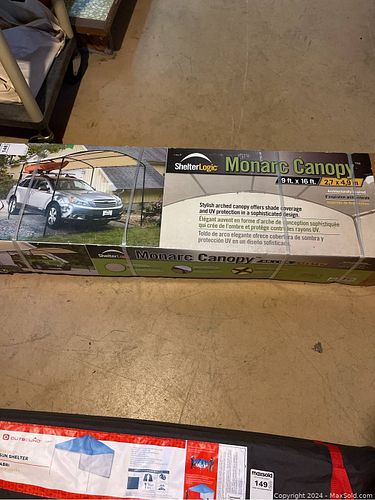 ShelterLogic
Monarc Canopy™
9 ft. x 16 ft.
2,7 x 4,9 m
Stylish arched canopy offers shade coverage
and UV protection in a sophisticated design.
Élégant auvent en forme d'arche de conception sophistiquée
qui crée de l'ombre et protège contre les rayons UV.
Toldo de arco elegante ofrece cobertura de sombra y
protección UV en un diseño sofisticado.
ShelterLogic
Monarc Canopy
OUTBOUND
SUN SHELTER
ABRI
maxsold
149
Copyright 2024 - MaxSold.com